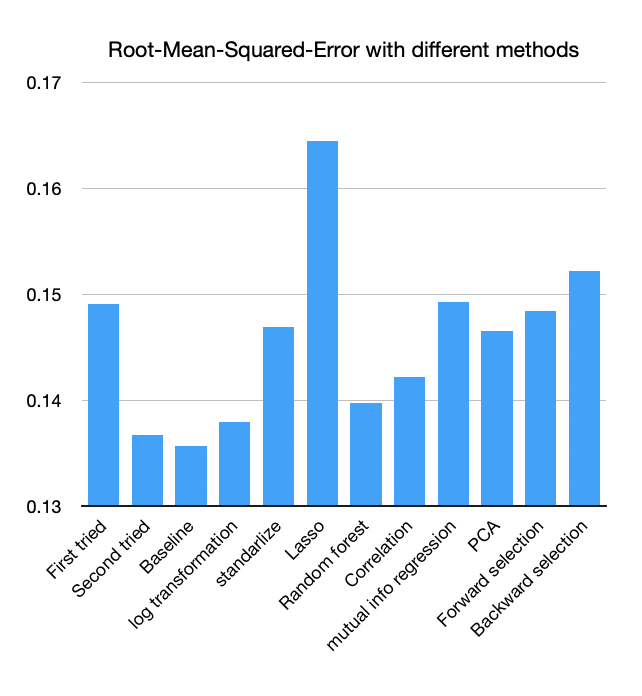 Root-Mean-Squared-Error with different methods
0.17
0.16
0.15
0.14
0.13
First tried
Second tried
Baseline
log transformation
standarlize
Lasso
Random forest
Correlation
mutual info regression
PCA
Forward selection
Backward selection